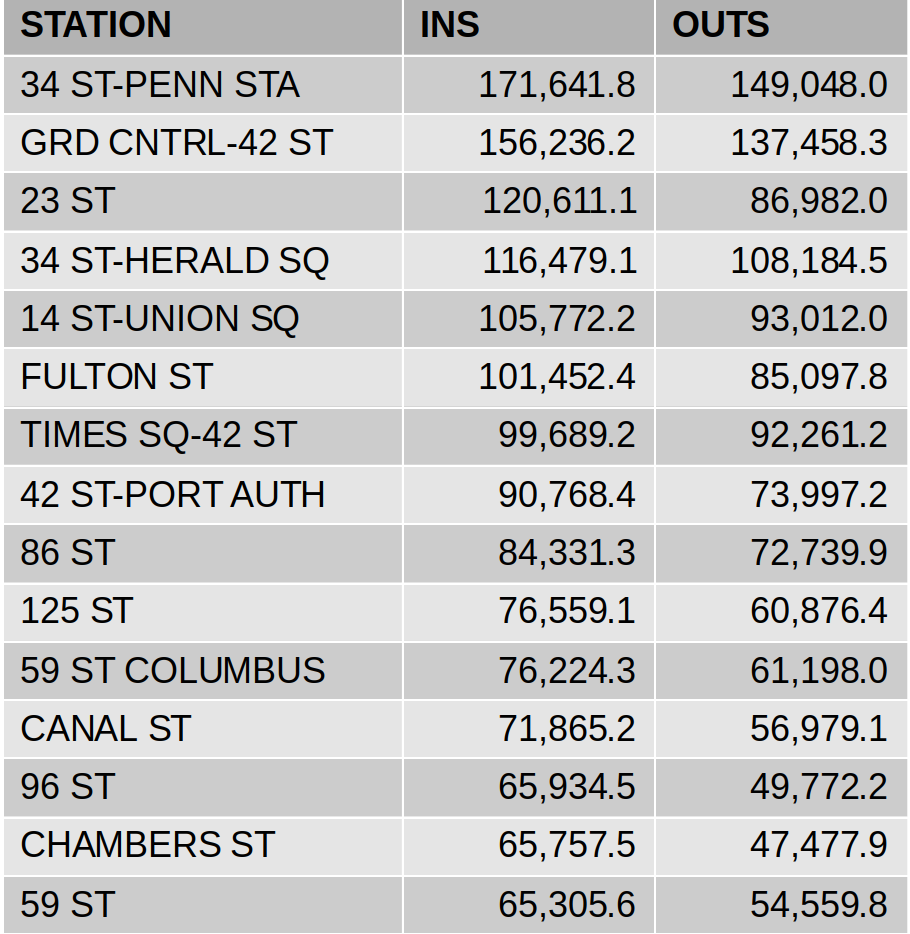 STATION INS OUTS
34 ST-PENN STA 171,641.8 149,048.0
GRD CNTRL-42 ST 156,236.2 137,458.3
23 ST 120,611.1 86,982.0
34 ST-HERALD SQ 116,479.1 108,184.5
14 ST-UNION SQ 105,772.2 93,012.0
FULTON ST 101,452.4 85,097.8
TIMES SQ-42 ST 99,689.2 92,261.2
42 ST-PORT AUTH 90,768.4 73,997.2
86 ST 84,331.3 72,739.9
125 ST 76,559.1 60,876.4
59 ST COLUMBUS 76,224.3 61,198.0
CANAL ST 71,865.2 56,979.1
96 ST 65,934.5 49,772.2
CHAMBERS ST 65,757.5 47,477.9
59 ST 65,305.6 54,559.8